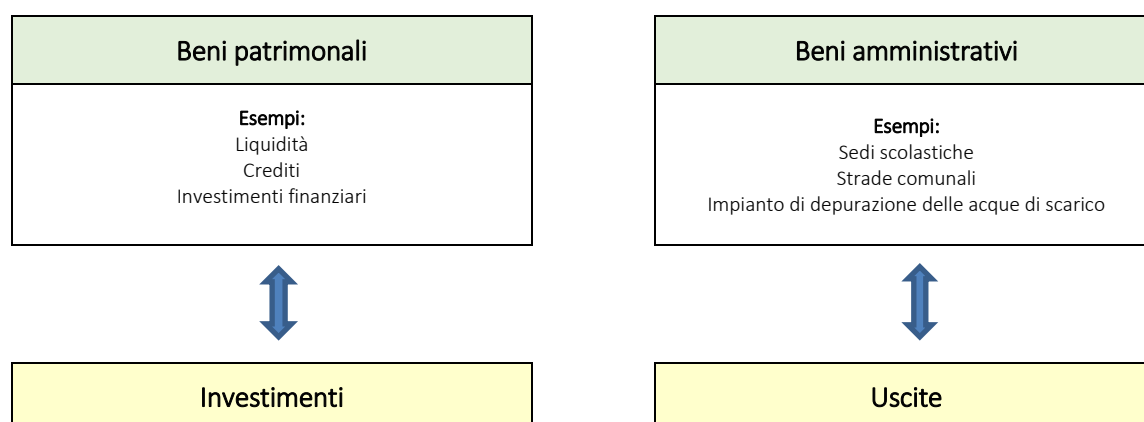 Beni patrimonali
Esempi:
Liquidità
Crediti
Investimenti finanziari
Investimenti
Beni amministrativi
Esempi:
Sedi scolastiche
Strade comunali
Impianto di depurazione delle acque di scarico
Uscite